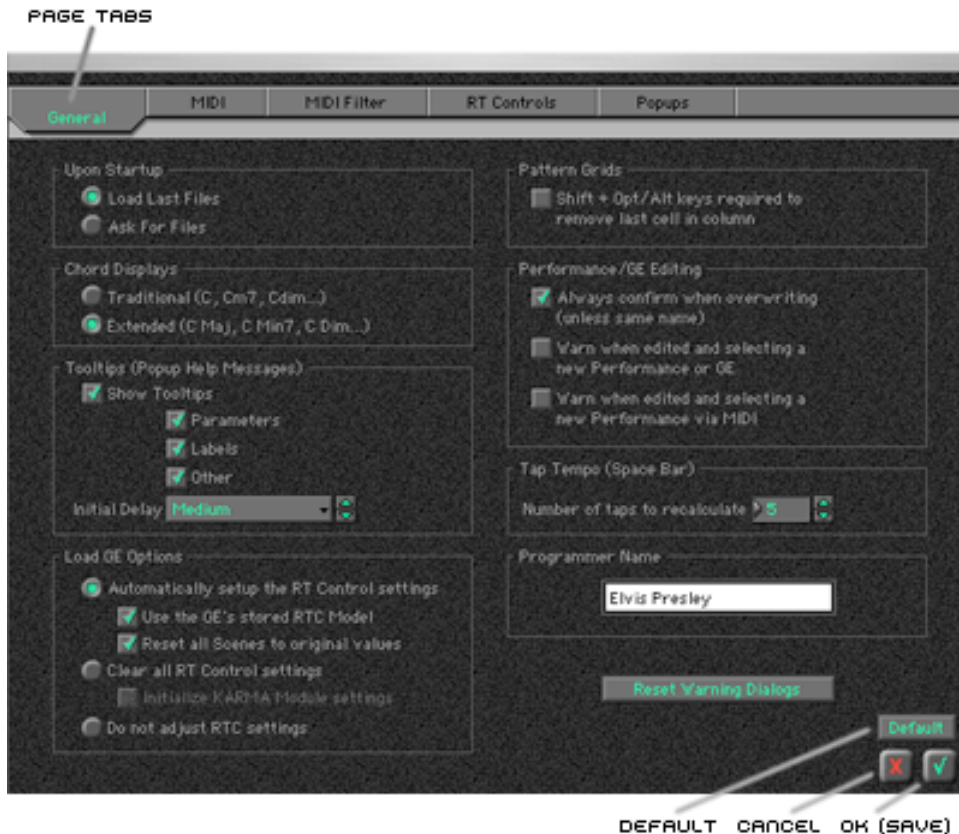 PAGE TABS
General
MIDI
MIDI Filter
RT Controls
Popups
Upon Startup
Load Last Files
Ask For Files
Chord Displays
Traditional (C, Cm7, Cdim...)
Extended (C Maj, C Min7, C Dim...)
Tooltips (Popup Help Messages)
Show Tooltips
Parameters
Labels
Other
Initial Delay Medium
Load GE Options
Automatically setup the RT Control settings
Use the GE's stored RTC Model
Reset all Scenes to original values
Clear all RT Control settings
Initialize KARMA Module settings
Do not adjust RTC settings
Pattern Grids
Shift + Opt/Alt keys required to
remove last cell in column
Performance/GE Editing
Always confirm when overwriting
(unless same name)
Warn when edited and selecting a
new Performance or GE
Warn when edited and selecting a
new Performance via MIDI
Tap Tempo (Space Bar)
Number of taps to recalculate 5
Programmer Name
Elvis Presley
Reset Warning Dialogs
Default
DEFAULT CANCEL OK (SAVE)